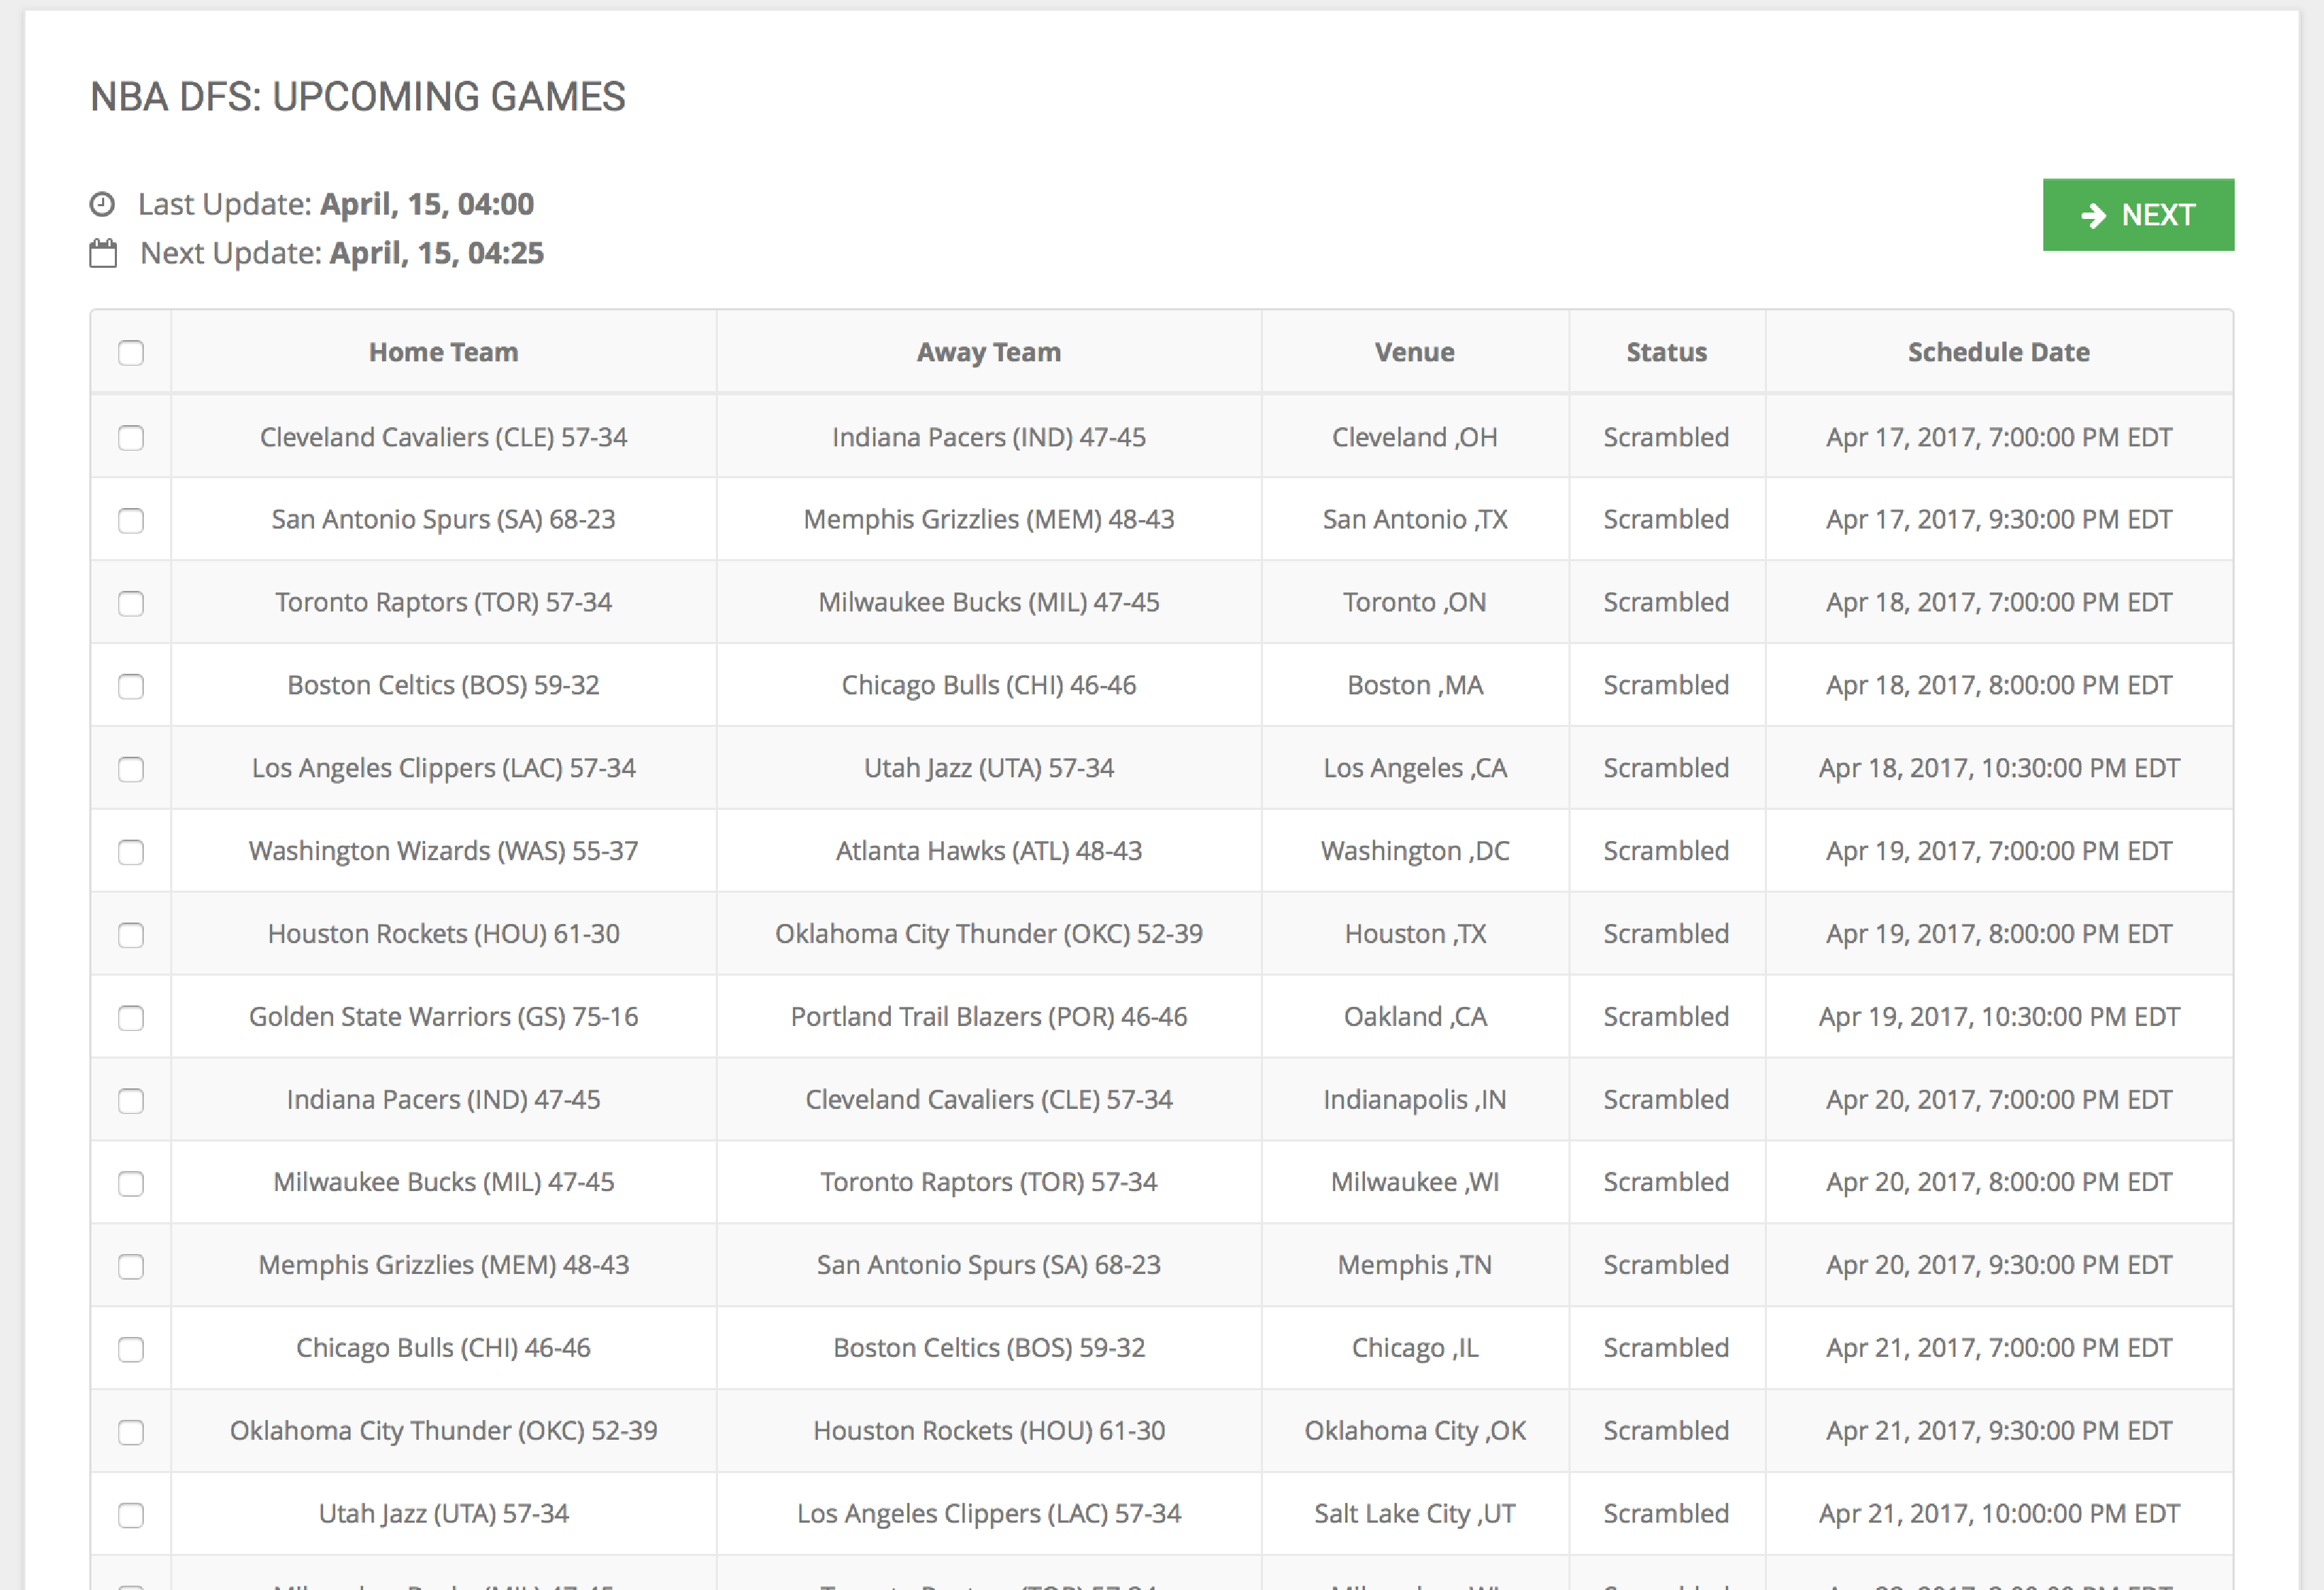 NBA DFS: UPCOMING GAMES
Last Update: April, 15, 04:00
NEXT
Next Update: April, 15, 04:25
Home Team Away Team Venue Status Schedule Date
Cleveland Cavaliers (CLE) 57-34 Indiana Pacers (IND) 47-45 Cleveland ,OH Scrambled Apr 17, 2017, 7:00:00 PM EDT
San Antonio Spurs (SA) 68-23 Memphis Grizzlies (MEM) 48-43 San Antonio ,TX Scrambled Apr 17, 2017, 9:30:00 PM EDT
Toronto Raptors (TOR) 57-34 Milwaukee Bucks (MIL) 47-45 Toronto ,ON Scrambled Apr 18, 2017, 7:00:00 PM EDT
Boston Celtics (BOS) 59-32 Chicago Bulls (CHI) 46-46 Boston ,MA Scrambled Apr 18, 2017, 8:00:00 PM EDT
Los Angeles Clippers (LAC) 57-34 Utah Jazz (UTA) 57-34 Los Angeles ,CA Scrambled Apr 18, 2017, 10:30:00 PM EDT
Washington Wizards (WAS) 55-37 Atlanta Hawks (ATL) 48-43 Washington ,DC Scrambled Apr 19, 2017, 7:00:00 PM EDT
Houston Rockets (HOU) 61-30 Oklahoma City Thunder (OKC) 52-39 Houston ,TX Scrambled Apr 19, 2017, 8:00:00 PM EDT
Golden State Warriors (GS) 75-16 Portland Trail Blazers (POR) 46-46 Oakland ,CA Scrambled Apr 19, 2017, 10:30:00 PM EDT
Indiana Pacers (IND) 47-45 Cleveland Cavaliers (CLE) 57-34 Indianapolis ,IN Scrambled Apr 20, 2017, 7:00:00 PM EDT
Milwaukee Bucks (MIL) 47-45 Toronto Raptors (TOR) 57-34 Milwaukee ,WI Scrambled Apr 20, 2017, 8:00:00 PM EDT
Memphis Grizzlies (MEM) 48-43 San Antonio Spurs (SA) 68-23 Memphis ,TN Scrambled Apr 20, 2017, 9:30:00 PM EDT
Chicago Bulls (CHI) 46-46 Boston Celtics (BOS) 59-32 Chicago ,IL Scrambled Apr 21, 2017, 7:00:00 PM EDT
Oklahoma City Thunder (OKC) 52-39 Houston Rockets (HOU) 61-30 Oklahoma City ,OK Scrambled Apr 21, 2017, 9:30:00 PM EDT
Utah Jazz (UTA) 57-34 Los Angeles Clippers (LAC) 57-34 Salt Lake City ,UT Scrambled Apr 21, 2017, 10:00:00 PM EDT